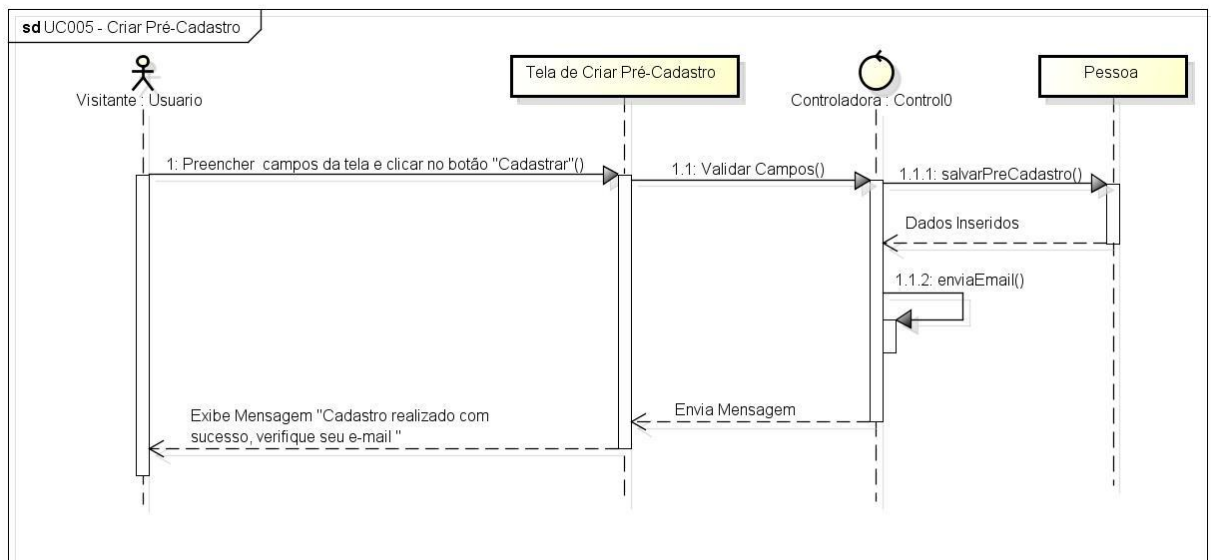 sd UC005 - Criar Pré-Cadastro
Visitante : Usuario
Tela de Criar Pré-Cadastro
Controladora : Control0
Pessoa
1: Preencher campos da tela e clicar no botão "Cadastrar"()
1.1: Validar Campos()
1.1.1: salvarPreCadastro()
Dados Inseridos
1.1.2: enviaEmail()
Envia Mensagem
Exibe Mensagem "Cadastro realizado com
sucesso, verifique seu e-mail "